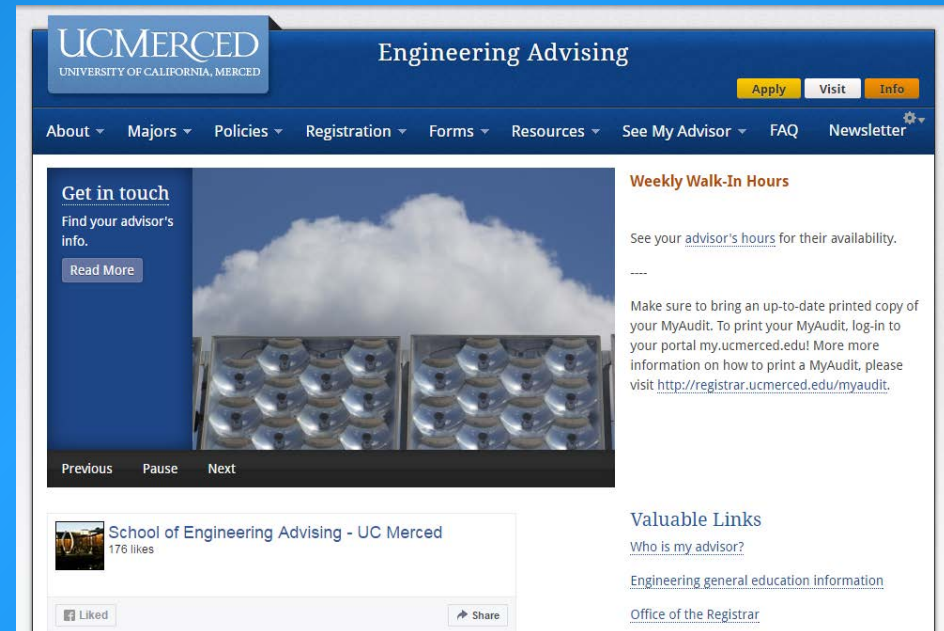 UCMERCED
UNIVERSITY OF CALIFORNIA, MERCED
Engineering Advising
Apply Visit Info
About Majors Policies Registration Forms Resources See My Advisor FAQ Newsletter
Get in touch
Find your advisor's
info.
Read More
Previous Pause Next
Weekly Walk-In Hours
See your advisor's hours for their availability.
----
Make sure to bring an up-to-date printed copy of
your MyAudit. To print your MyAudit, log-in to
your portal my.ucmerced.edu! More more
information on how to print a MyAudit, please
visit http://registrar.ucmerced.edu/myaudit.
School of Engineering Advising - UC Merced
176 likes
Liked Share
Valuable Links
Who is my advisor?
Engineering general education information
Office of the Registrar